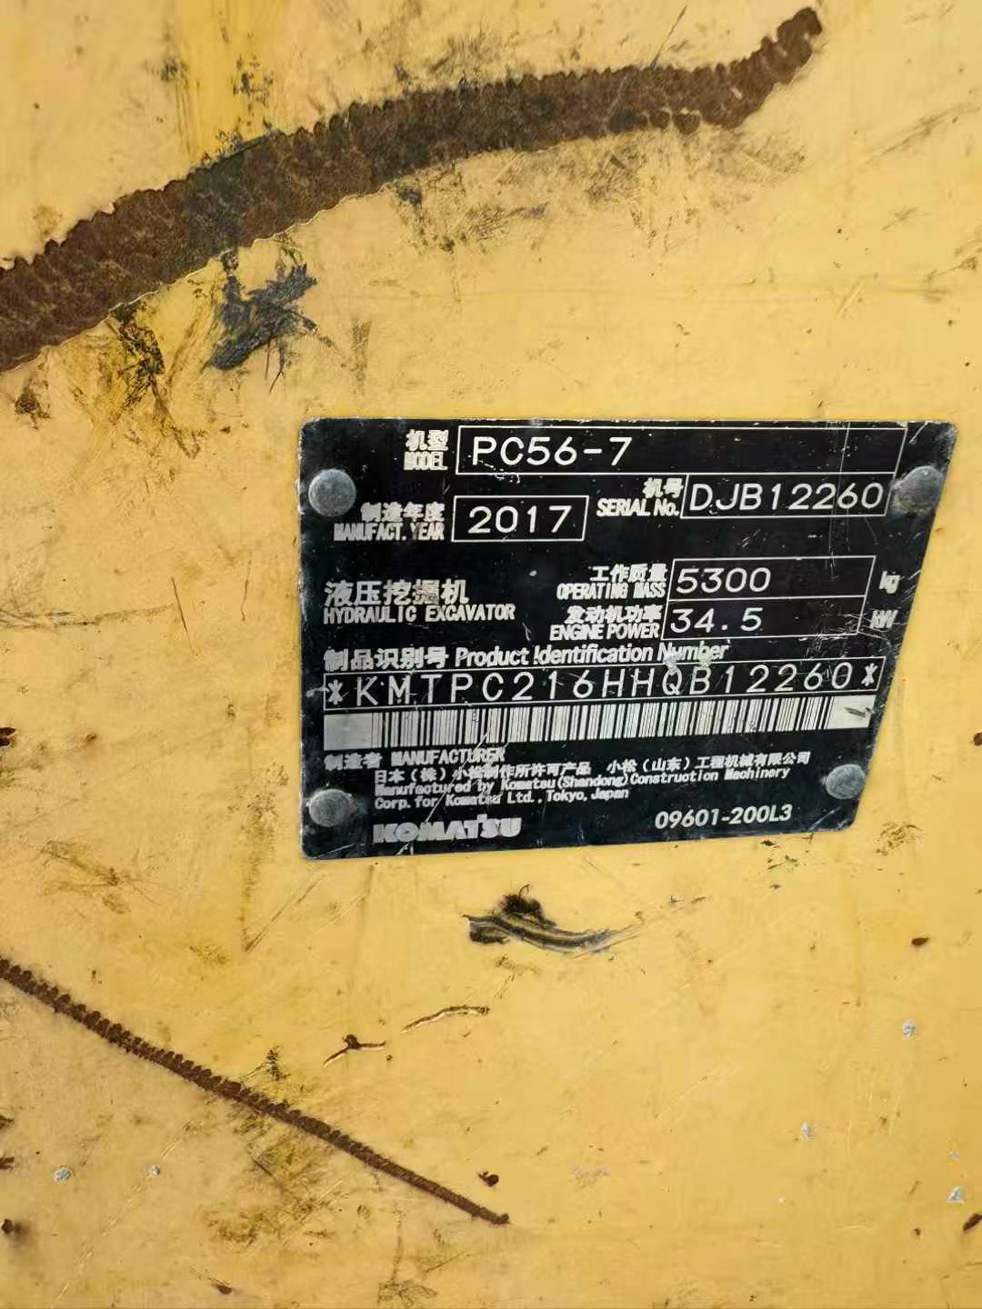 机型 PC56-7
MODEL
机号 DJB12260
SERIAL No.
制造年度 2017
MANUFACT. YEAR
工作质量 5300 kg
OPERATING MASS
液压挖掘机
HYDRAULIC EXCAVATOR
发动机功率 34.5 kW
ENGINE POWER
制品识别号 Product Identification Number
*KMTPC216HHQB12260*
制造者 MANUFACTURER
日本(株)小松制作所许可产品 小松(山东)工程机械有限公司
Manufactured by Komatsu(Shandong)Construction Machinery
Corp. for Komatsu Ltd.,Tokyo,Japan
KOMATSU
09601-200L3